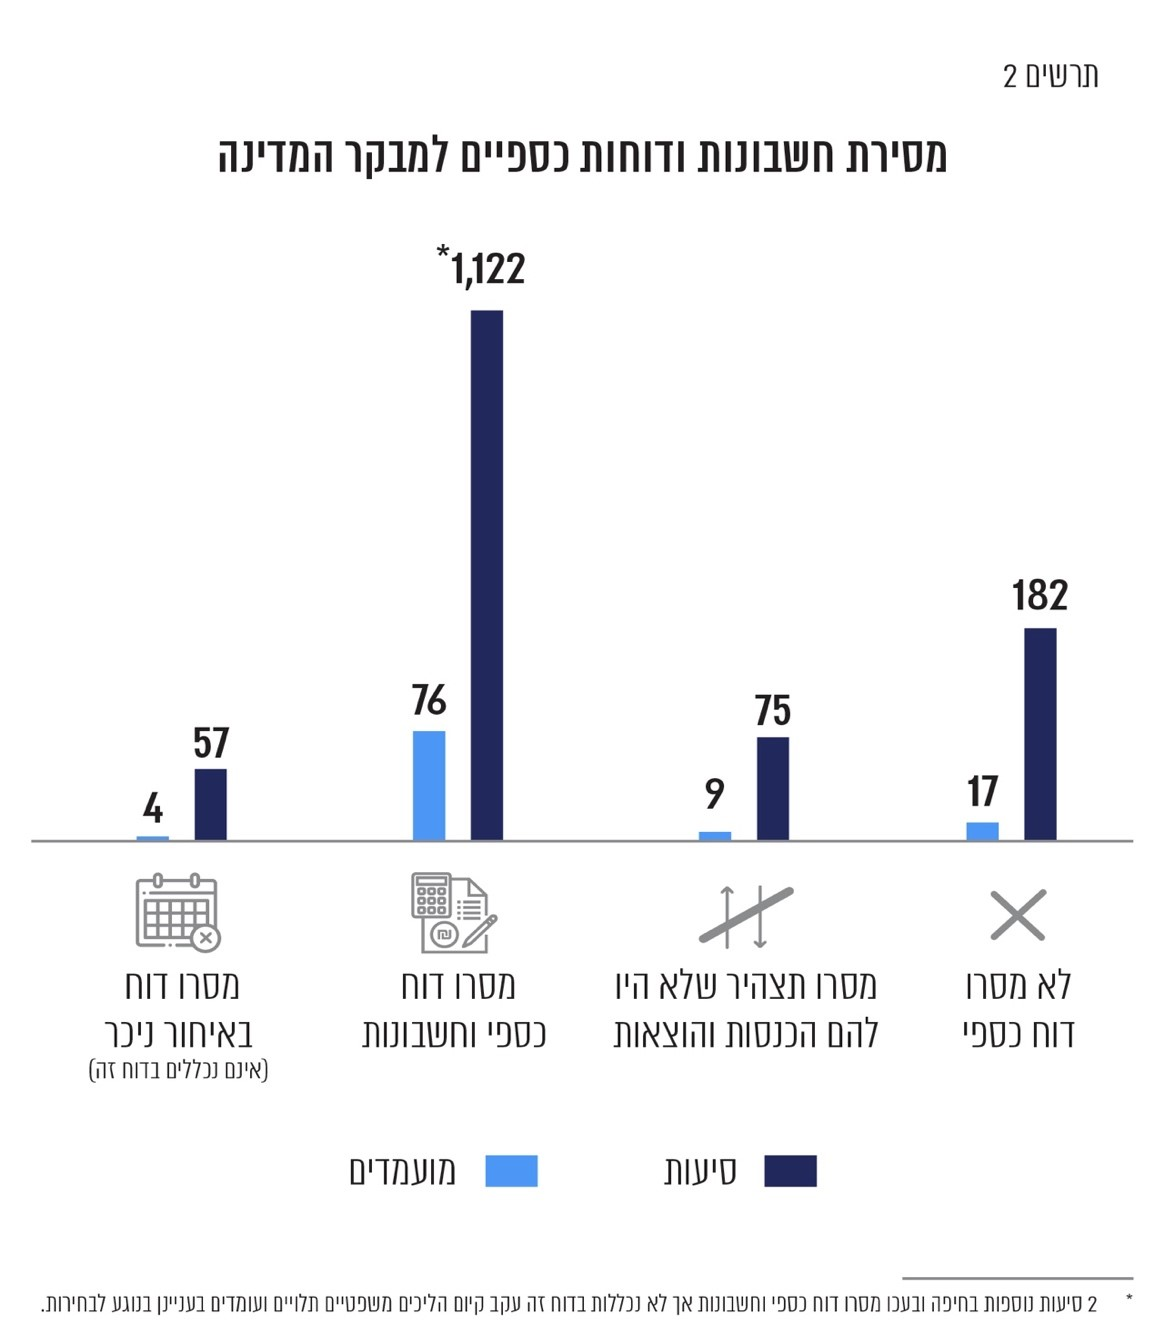 תרשים 2
מסירת חשבונות ודוחות כספיים למבקר המדינה
*1,122
182
76
75
57
17
9
4
לא מסרו
דוח כספי
מסרו תצהיר שלא היו
להם הכנסות והוצאות
מסרו דוח
כספי וחשבונות
מסרו דוח
באיחור ניכר
(אינם נכללים בדוח זה)
סיעות
מועמדים
* 2 סיעות נוספות בחיפה ובעכו מסרו דוח כספי וחשבונות אך לא נכללות בדוח זה עקב קיום הליכים משפטיים תלויים ועומדים בעניינן בנוגע לבחירות.